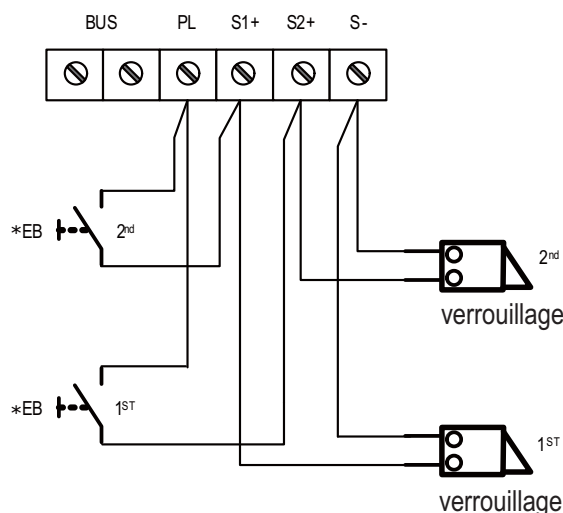 BUS PL S1+ S2+ S-
*EB 2nd
2nd
verrouillage
*EB 1ST
1ST
verrouillage